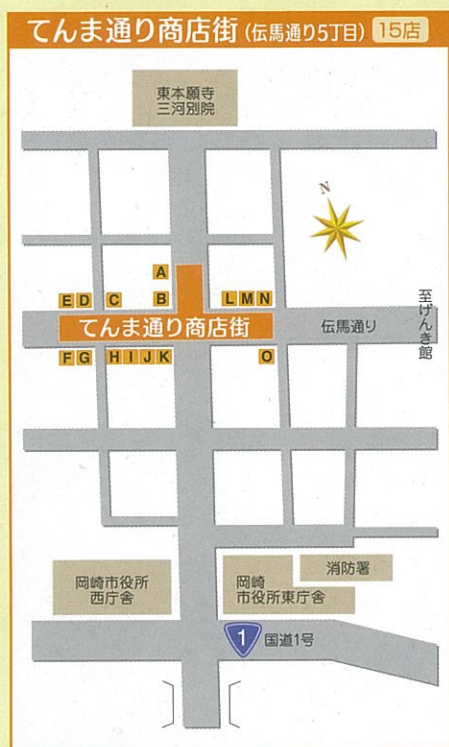 てんま通り商店街(伝馬通り5丁目) 15店
東本願寺
三河別院
N
A
E D C B L M N
てんま通り商店街
伝馬通り
至げんき館
F G H I J K O
岡崎市役所
西庁舎
岡崎
市役所東庁舎
消防署
1 国道1号